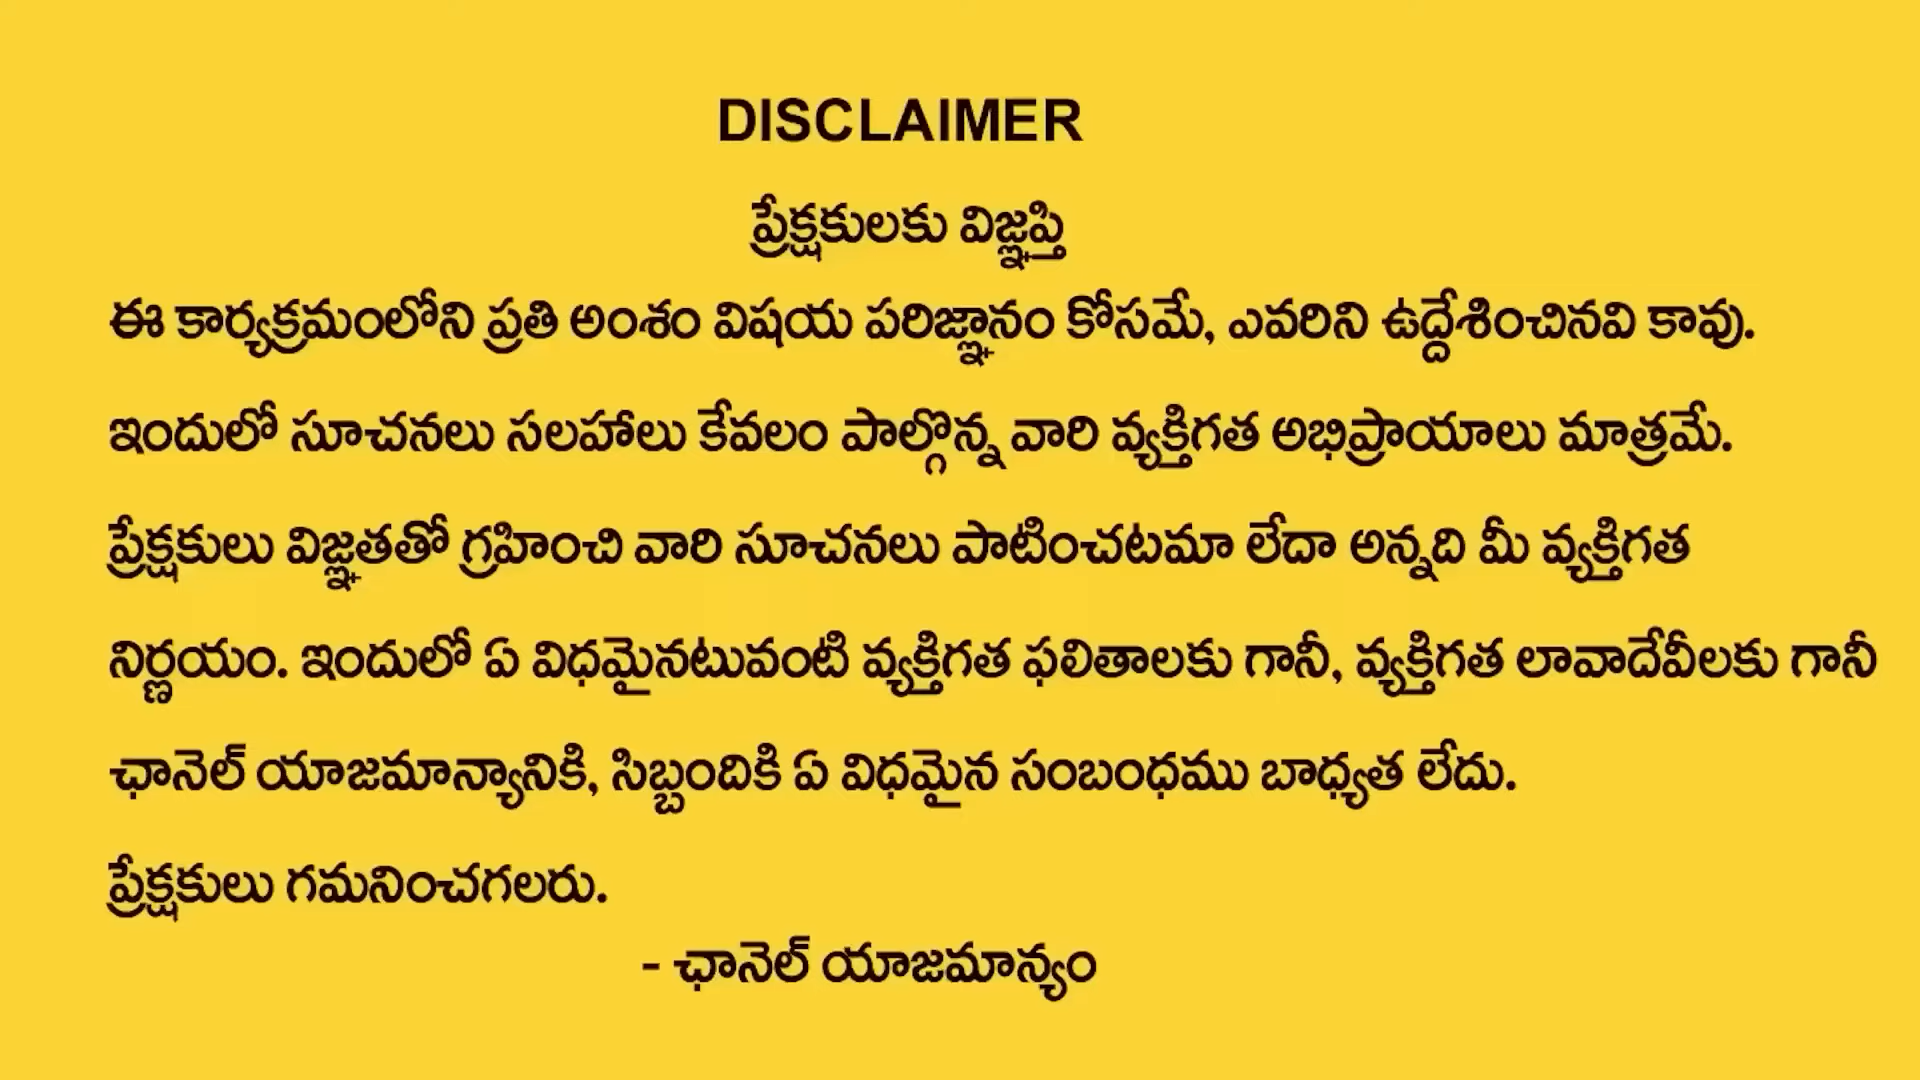 DISCLAIMER
ప్రేక్షకులకు విజ్ఞప్తి
ఈ కార్యక్రమంలోని ప్రతి అంశం విషయ పరిజ్ఞానం కోసమే, ఎవరిని ఉద్దేశించినవి కావు.
ఇందులో సూచనలు సలహాలు కేవలం పాల్గొన్న వారి వ్యక్తిగత అభిప్రాయాలు మాత్రమే.
ప్రేక్షకులు విజ్ఞతతో గ్రహించి వారి సూచనలు పాటించటమా లేదా అన్నది మీ వ్యక్తిగత
నిర్ణయం. ఇందులో ఏ విధమైనటువంటి వ్యక్తిగత ఫలితాలకు గానీ, వ్యక్తిగత లావాదేవీలకు గానీ
ఛానెల్ యాజమాన్యానికి, సిబ్బందికి ఏ విధమైన సంబంధము బాధ్యత లేదు.
ప్రేక్షకులు గమనించగలరు.
- ఛానెల్ యాజమాన్యం